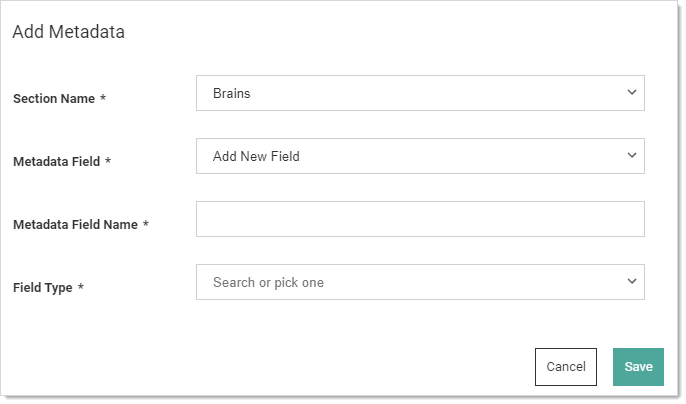 Add Metadata
Section Name *
Brains
Metadata Field *
Add New Field
Metadata Field Name *
Field Type *
Search or pick one
Cancel
Save